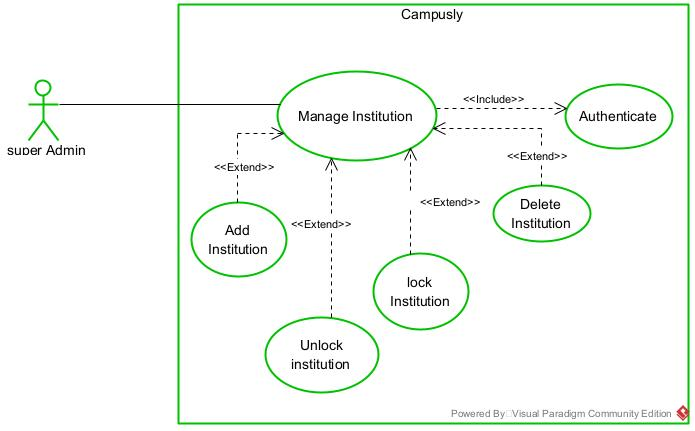 Campusly
super Admin
Manage Institution
<<Include>>
Authenticate
<<Extend>>
<<Extend>>
<<Extend>>
<<Extend>>
Add
Institution
Unlock
institution
lock
Institution
Delete
Institution
Powered By Visual Paradigm Community Edition